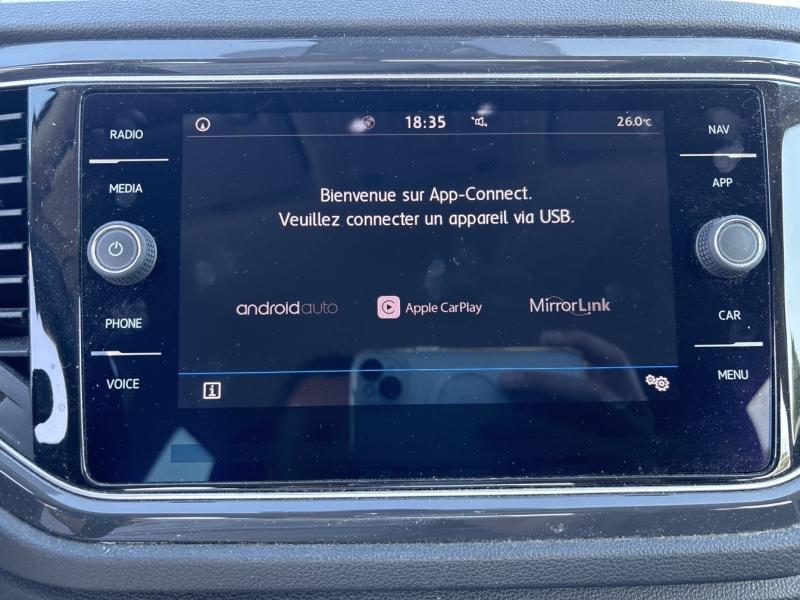 RADIO
MEDIA
PHONE
VOICE
18:35
26.0°C
Bienvenue sur App-Connect.
Veuillez connecter un appareil via USB.
androidauto
Apple CarPlay
MirrorLink
i
NAV
APP
CAR
MENU